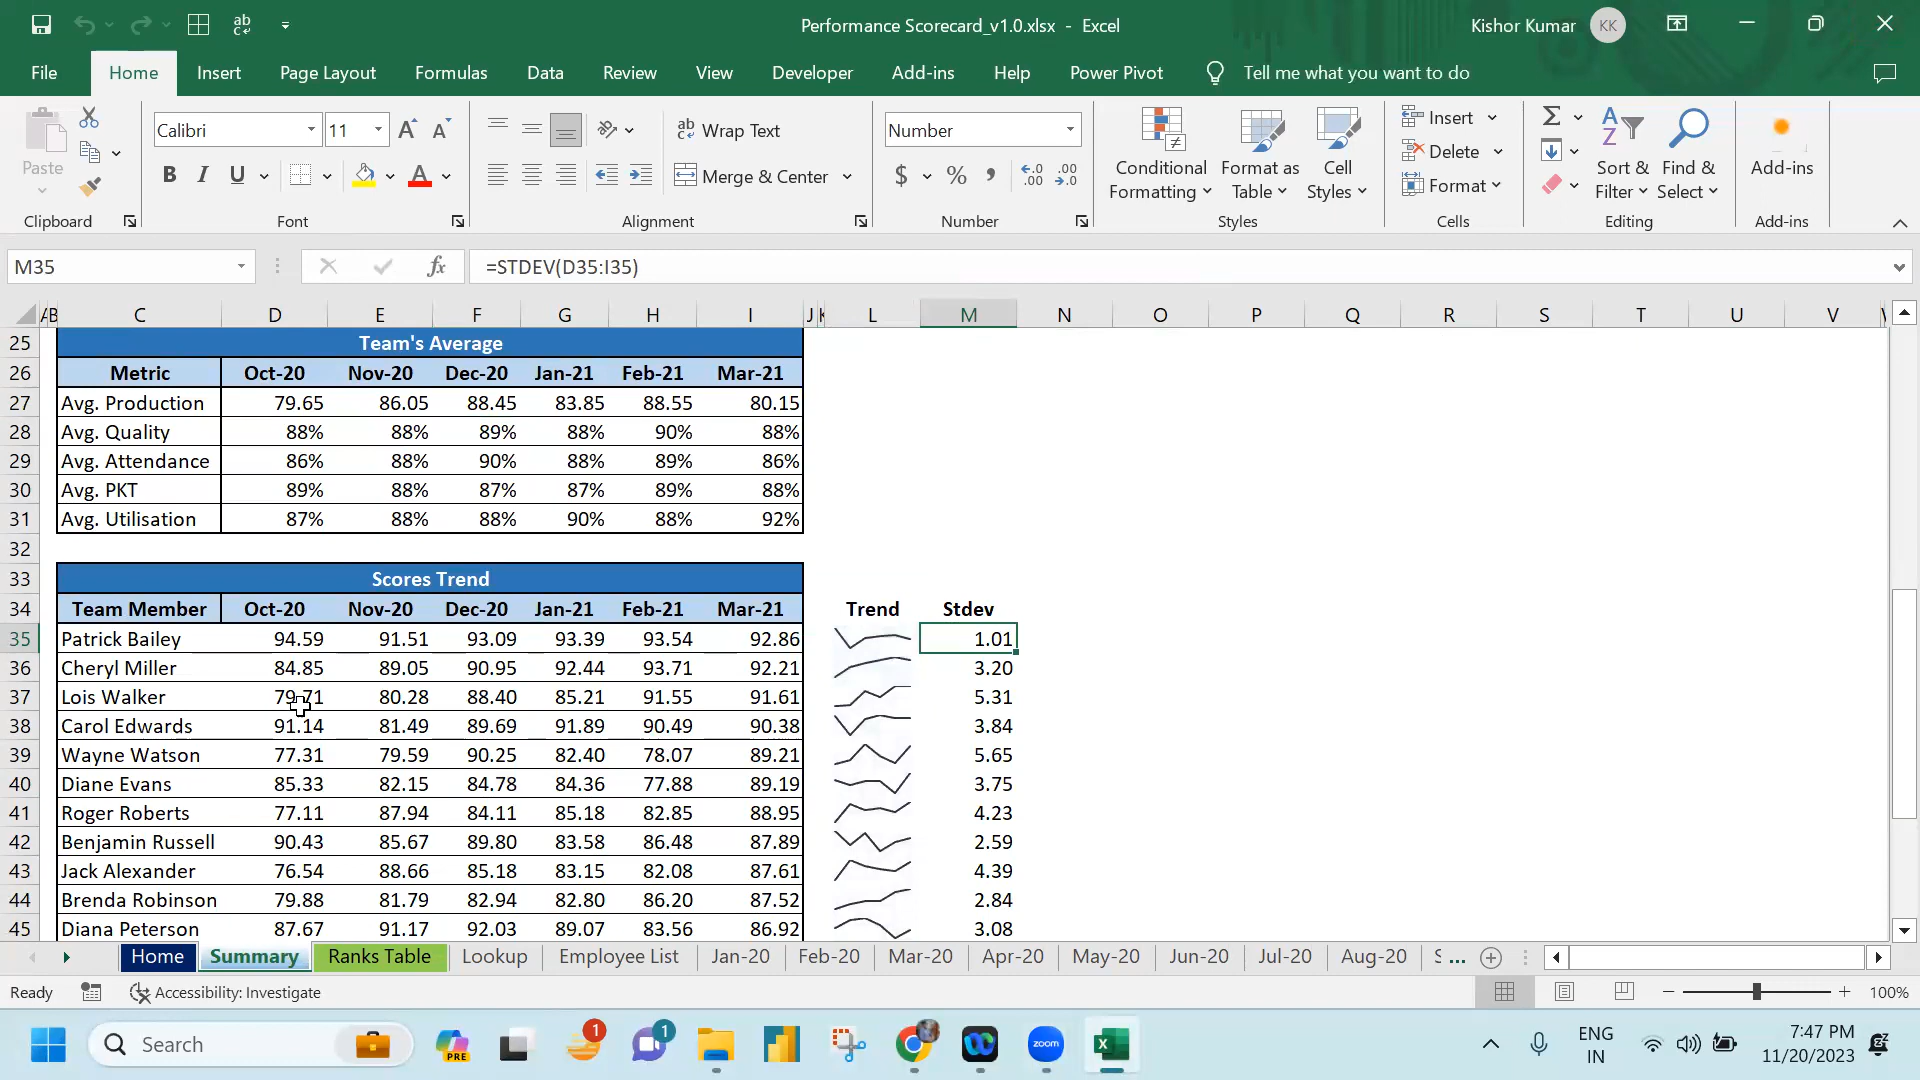 Performance Scorecard_v1.0.xlsx - Excel
Kishor Kumar KK
File Home Insert Page Layout Formulas Data Review View Developer Add-ins Help Power Pivot Tell me what you want to do
Paste
Calibri 11
B I U A
Wrap Text
Merge & Center
Number
$ % ,
Conditional Formatting
Format as Table
Cell Styles
Insert
Delete
Format
Sort & Filter
Find & Select
Add-ins
Clipboard Font Alignment Number Styles Cells Editing Add-ins
M35 fx =STDEV(D35:I35)
A B C D E F G H I J K L M N O P Q R S T U V
25 Team's Average
26 Metric Oct-20 Nov-20 Dec-20 Jan-21 Feb-21 Mar-21
27 Avg. Production 79.65 86.05 88.45 83.85 88.55 80.15
28 Avg. Quality 88% 88% 89% 88% 90% 88%
29 Avg. Attendance 86% 88% 90% 88% 89% 86%
30 Avg. PKT 89% 88% 87% 87% 89% 88%
31 Avg. Utilisation 87% 88% 88% 90% 88% 92%
32
33 Scores Trend
34 Team Member Oct-20 Nov-20 Dec-20 Jan-21 Feb-21 Mar-21 Trend Stdev
35 Patrick Bailey 94.59 91.51 93.09 93.39 93.54 92.86 1.01
36 Cheryl Miller 84.85 89.05 90.95 92.44 93.71 92.21 3.20
37 Lois Walker 79.71 80.28 88.40 85.21 91.55 91.61 5.31
38 Carol Edwards 91.14 81.49 89.69 91.89 90.49 90.38 3.84
39 Wayne Watson 77.31 79.59 90.25 82.40 78.07 89.21 5.65
40 Diane Evans 85.33 82.15 84.78 84.36 77.88 89.19 3.75
41 Roger Roberts 77.11 87.94 84.11 85.18 82.85 88.95 4.23
42 Benjamin Russell 90.43 85.67 89.80 83.58 86.48 87.89 2.59
43 Jack Alexander 76.54 88.66 85.18 83.15 82.08 87.61 4.39
44 Brenda Robinson 79.88 81.79 82.94 82.80 86.20 87.52 2.84
45 Diana Peterson 87.67 91.17 92.03 89.07 83.56 86.92 3.08
Home Summary Ranks Table Lookup Employee List Jan-20 Feb-20 Mar-20 Apr-20 May-20 Jun-20 Jul-20 Aug-20 S ...
Ready Accessibility: Investigate 100%
Search PRE 1 1 zoom ENG IN 7:47 PM 11/20/2023